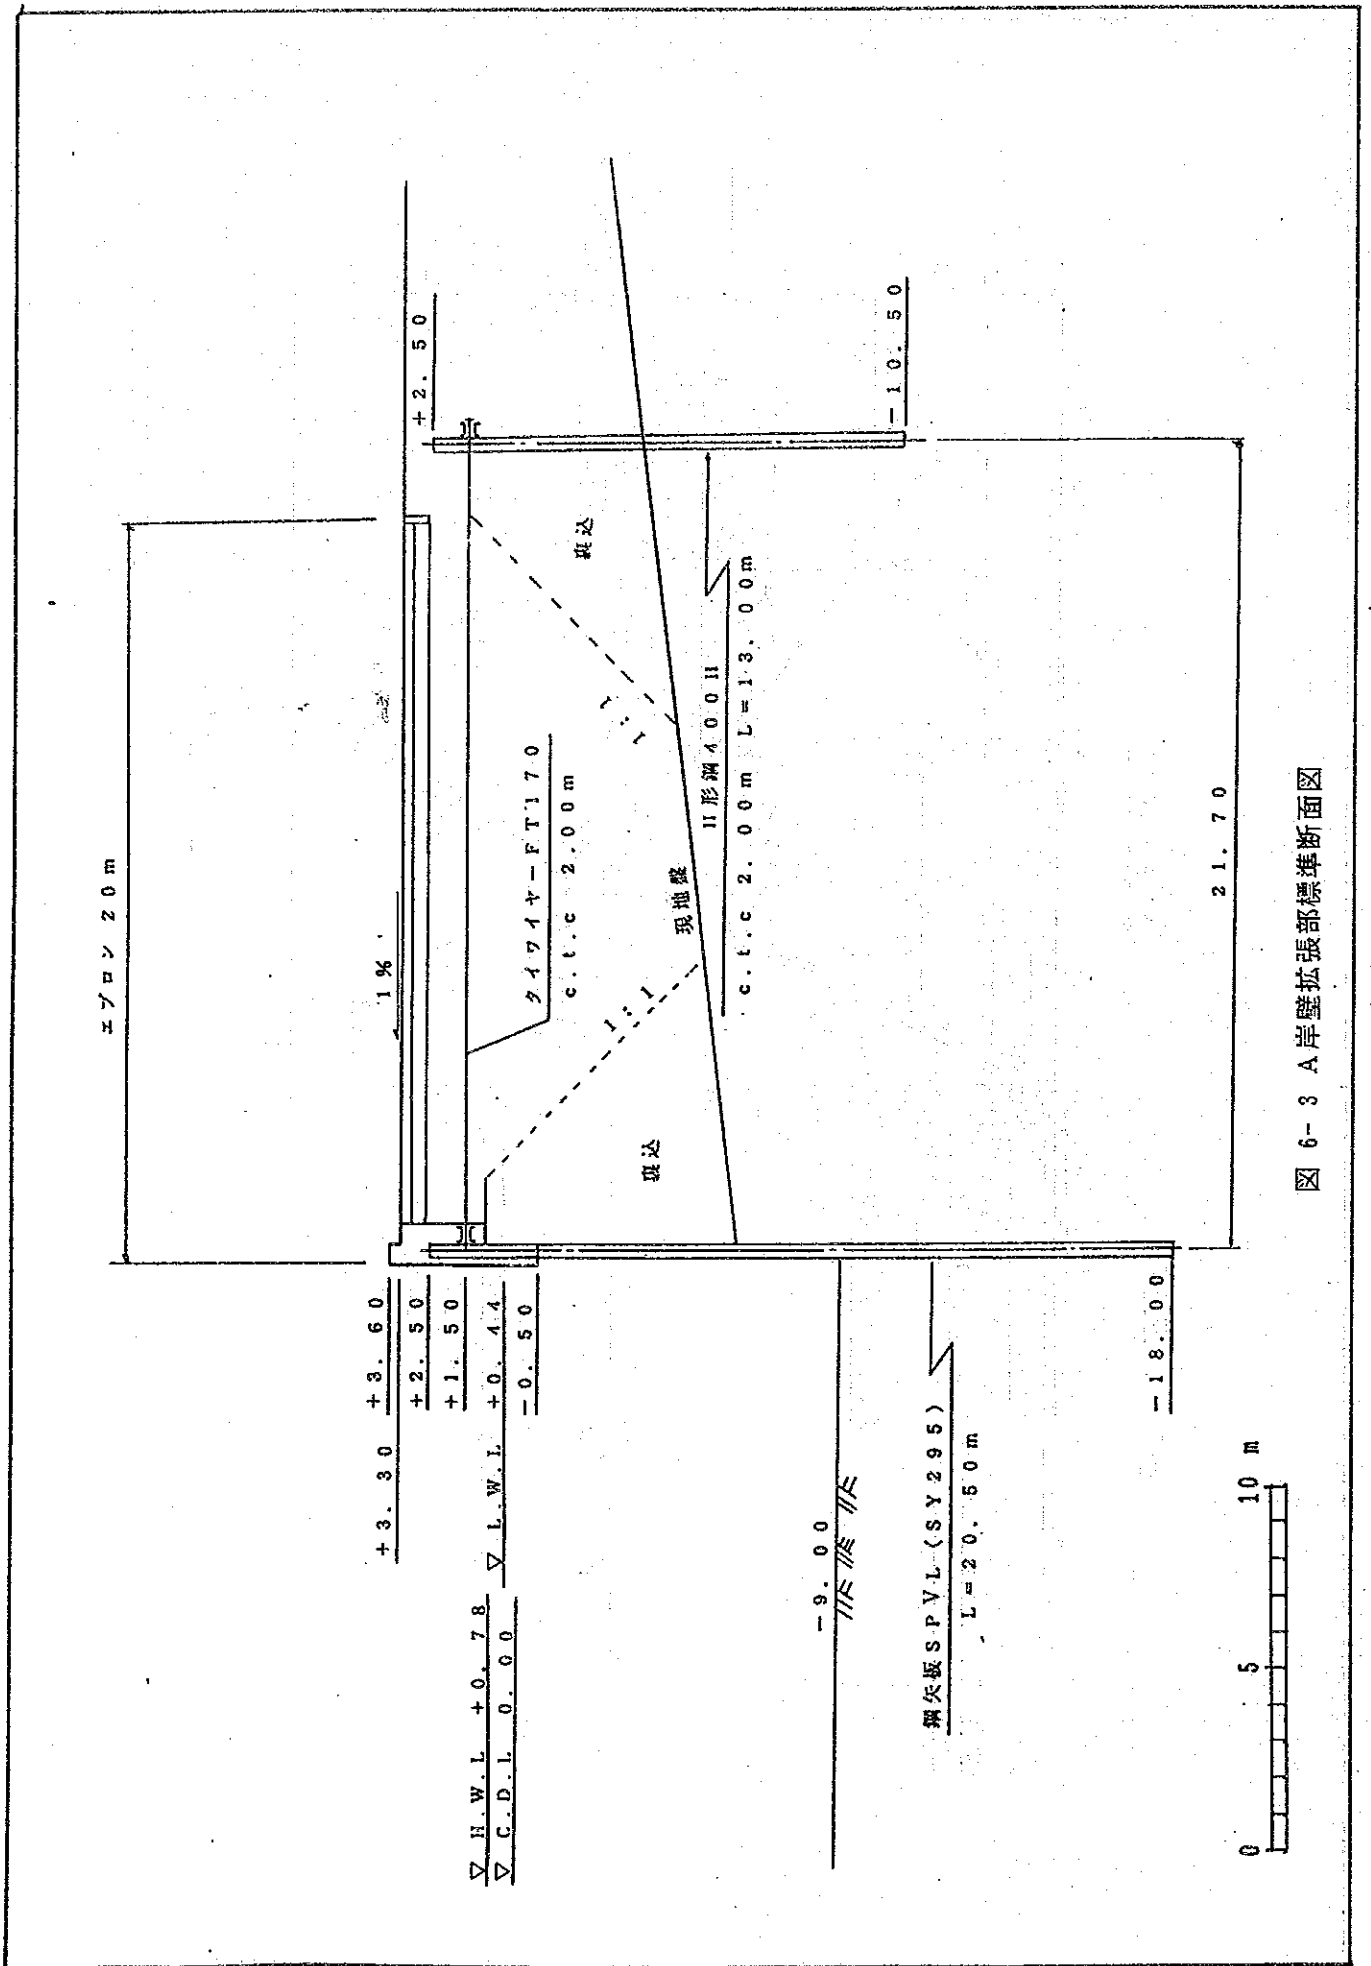 エプロン 20m
1%
+3.60
+3.30
+2.50
+1.50
▽ H.W.L +0.78
▽ L.W.L +0.44
▽ C.D.L 0.00
-0.50
+2.50
タイワイヤーFT170
c.t.c 2.00m
1:1
1:1
裏込
裏込
現地盤
H形鋼400H
c.t.c 2.00m L=13.00m
-9.00
-10.50
鋼矢板SPVL(SY295)
L=20.50m
-18.00
21.70
0 5 10 m
図 6-3 A岸壁拡張部標準断面図